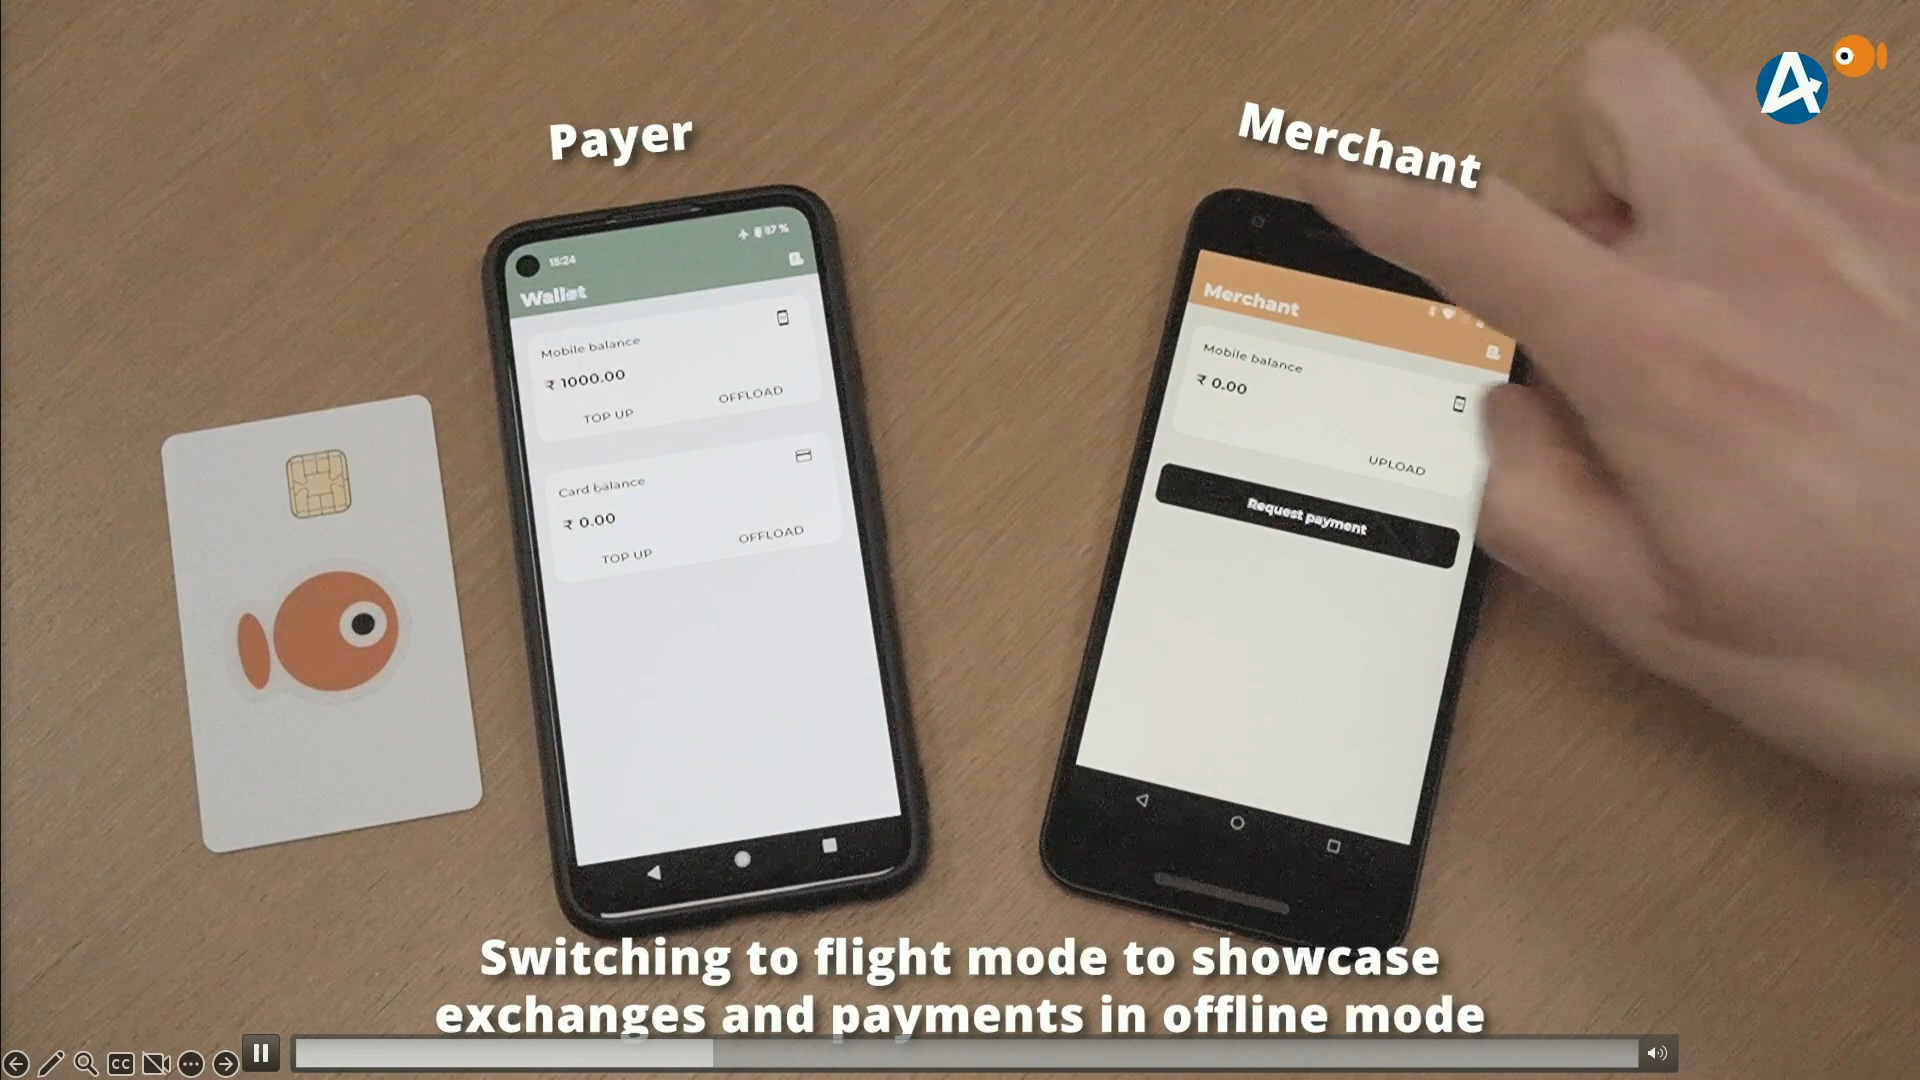 Payer
Merchant
15:24
87%
Wallet
Mobile balance
₹ 1000.00
TOP UP
OFFLOAD
Card balance
₹ 0.00
TOP UP
OFFLOAD
Merchant
Mobile balance
₹ 0.00
UPLOAD
Request payment
Switching to flight mode to showcase
exchanges and payments in offline mode
CC